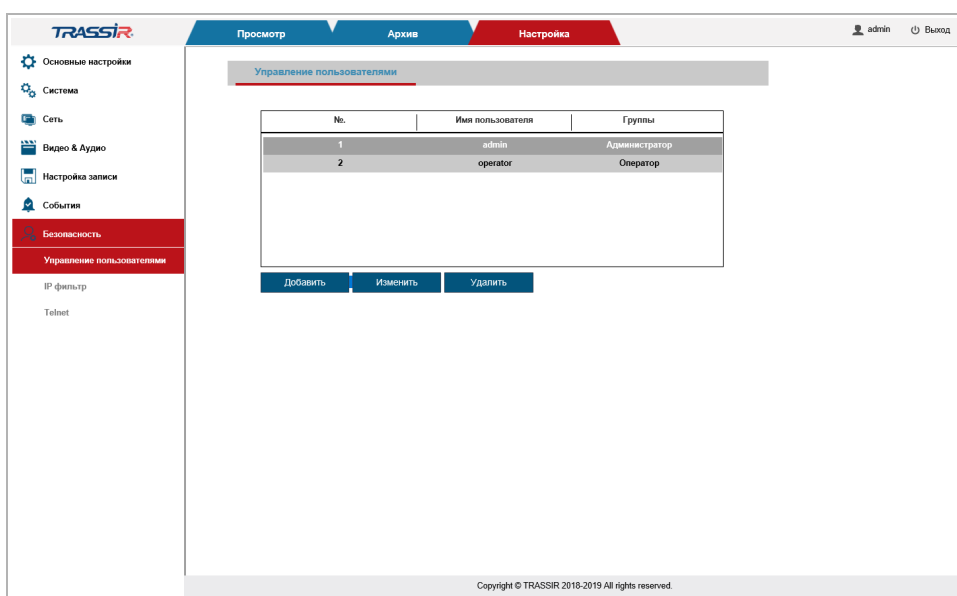 TRASSIR
Просмотр
Архив
Настройка
admin
Выход
Основные настройки
Система
Сеть
Видео & Аудио
Настройка записи
События
Безопасность
Управление пользователями
IP фильтр
Telnet
Управление пользователями
№. Имя пользователя Группы
1 admin Администратор
2 operator Оператор
Добавить Изменить Удалить
Copyright © TRASSIR 2018-2019 All rights reserved.